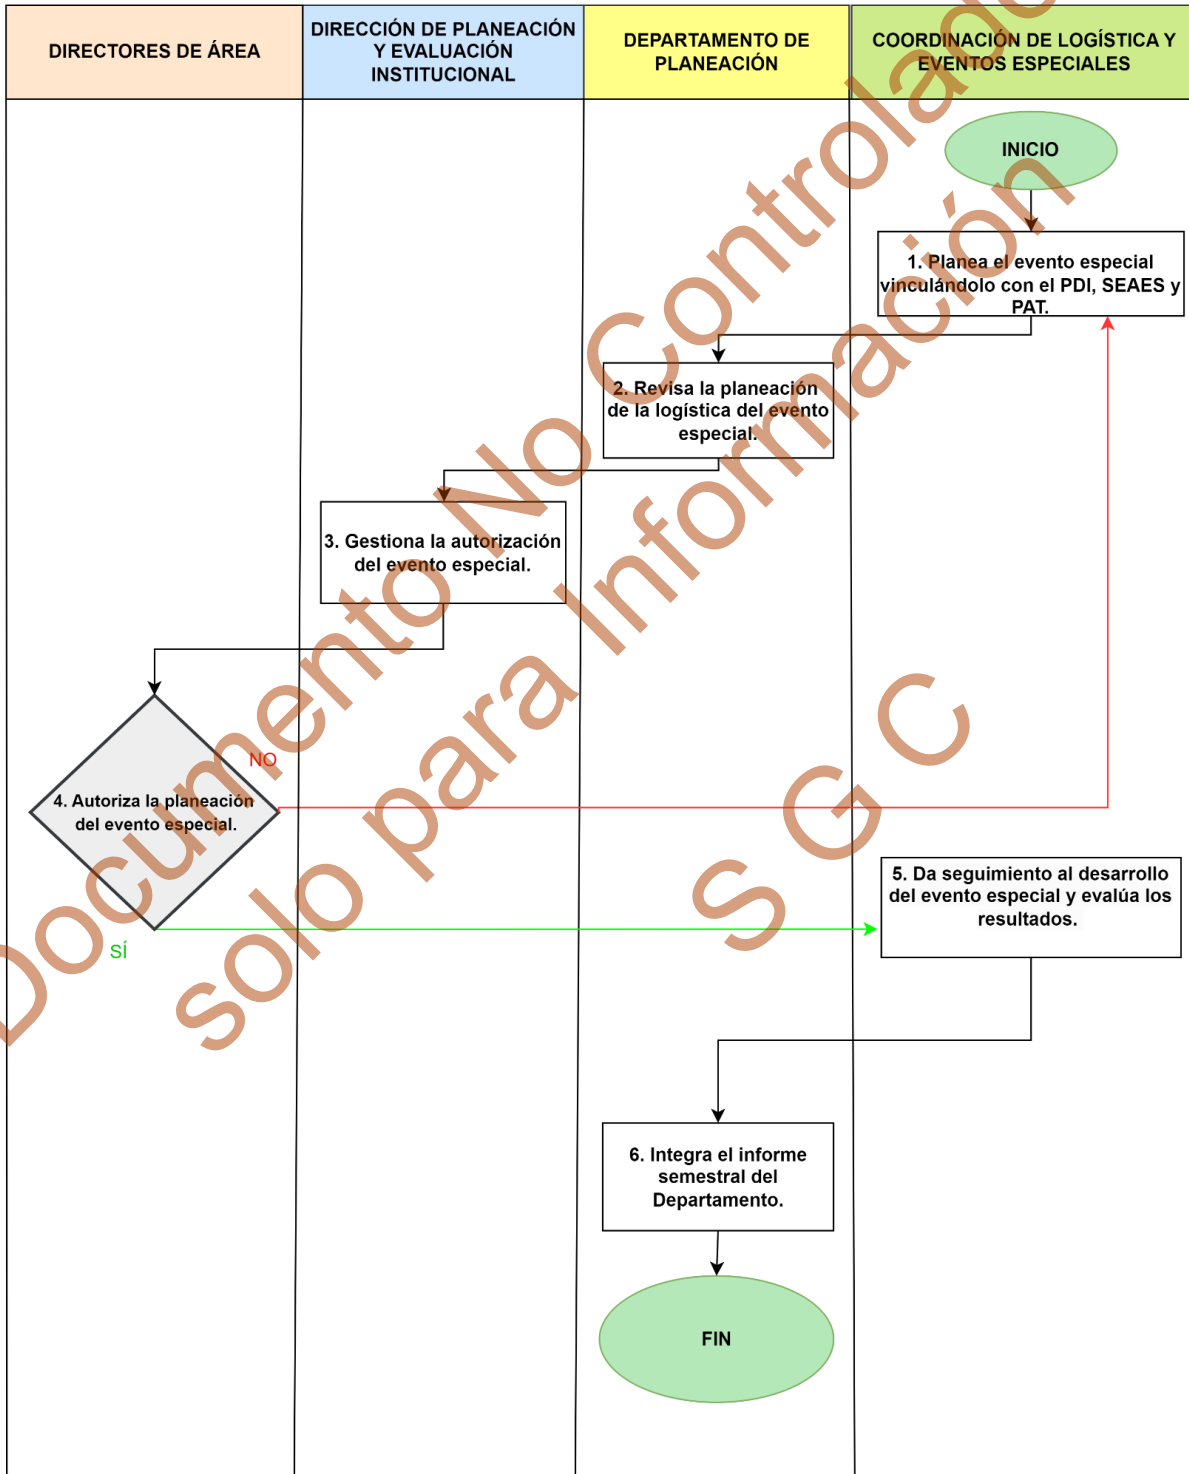 DIRECTORES DE ÁREA
DIRECCIÓN DE PLANEACIÓN
Y EVALUACIÓN
INSTITUCIONAL
DEPARTAMENTO DE
PLANEACIÓN
COORDINACIÓN DE LOGÍSTICA Y
EVENTOS ESPECIALES
INICIO
1. Planea el evento especial
vinculándolo con el PDI, SEAES y
PAT.
2. Revisa la planeación
de la logística del evento
especial.
3. Gestiona la autorización
del evento especial.
NO
4. Autoriza la planeación
del evento especial.
SÍ
5. Da seguimiento al desarrollo
del evento especial y evalúa los
resultados.
6. Integra el informe
semestral del
Departamento.
FIN
Documento No Controlado
solo para Información
S G C